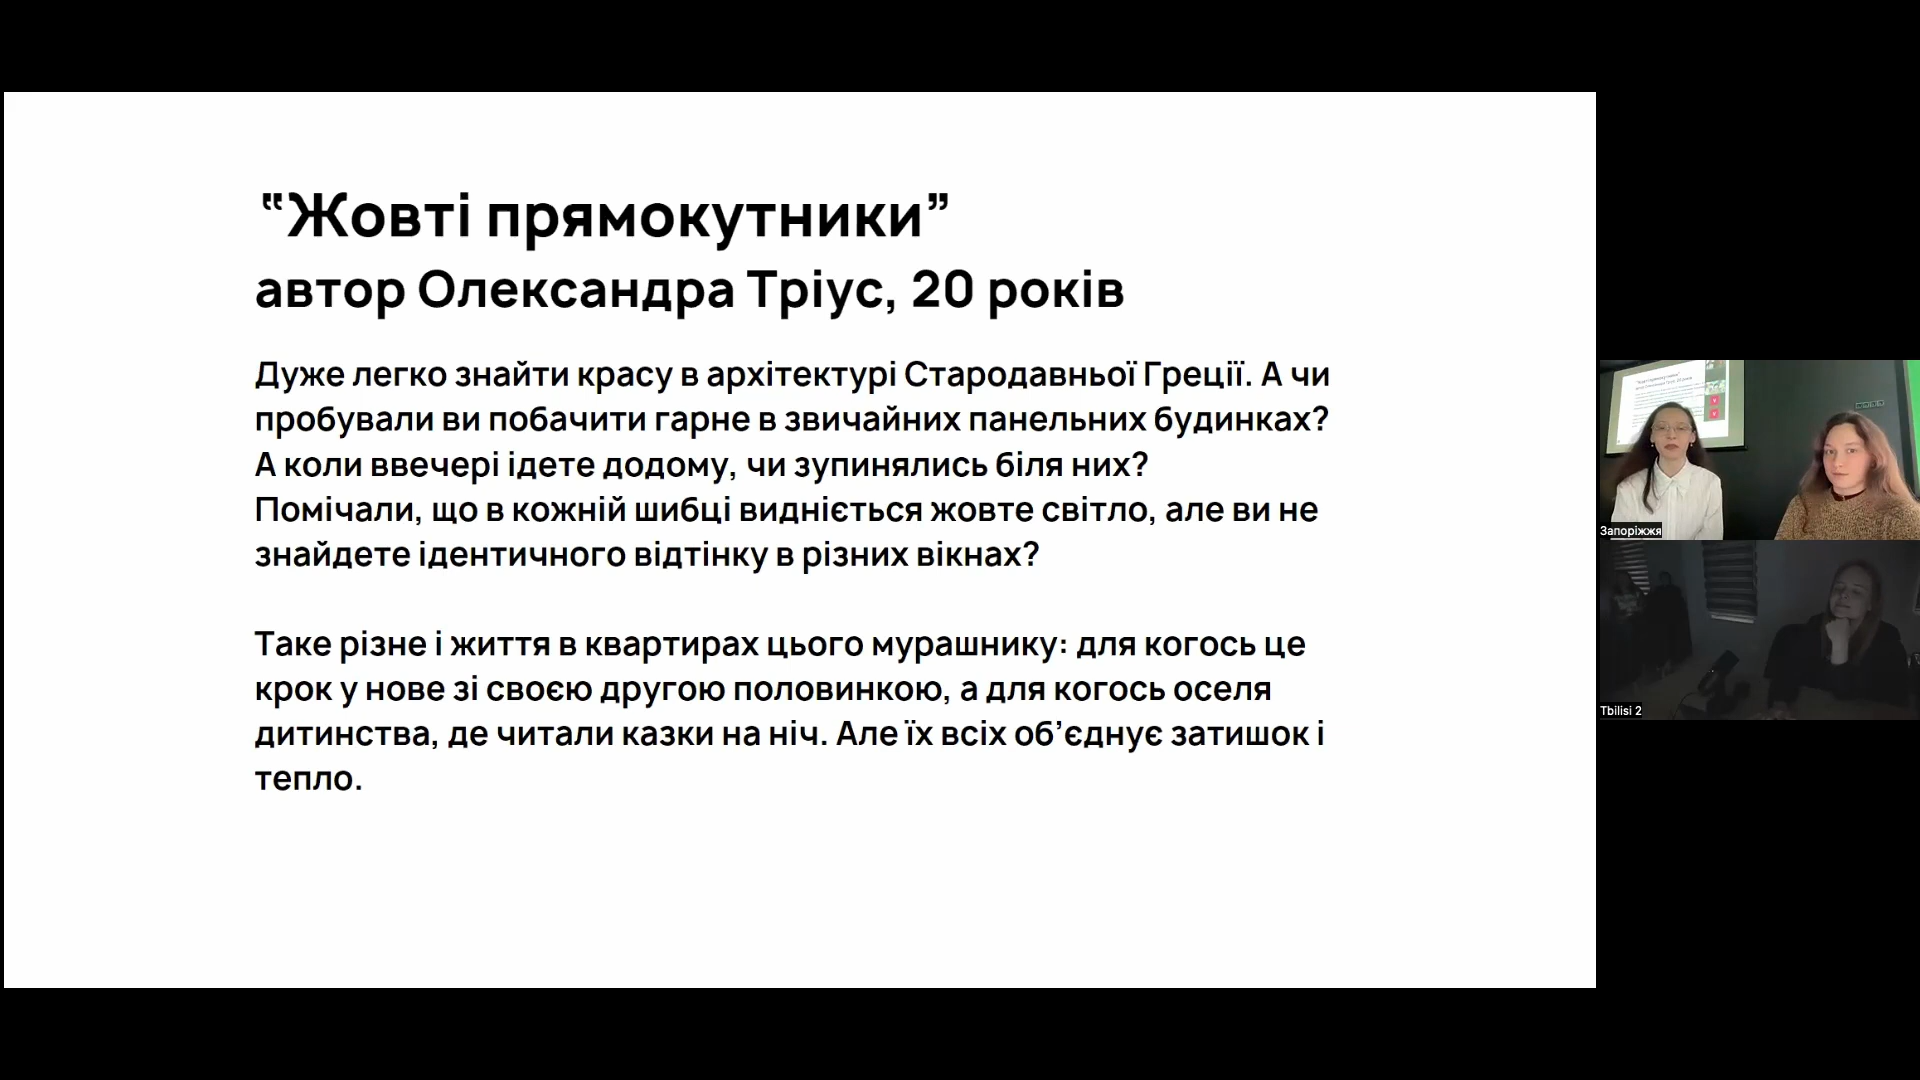 “Жовті прямокутники”
автор Олександра Тріус, 20 років
Дуже легко знайти красу в архітектурі Стародавньої Греції. А чи
пробували ви побачити гарне в звичайних панельних будинках?
А коли ввечері ідете додому, чи зупинялись біля них?
Помічали, що в кожній шибці видніється жовте світло, але ви не
знайдете ідентичного відтінку в різних вікнах?
Таке різне і життя в квартирах цього мурашнику: для когось це
крок у нове зі своєю другою половинкою, а для когось оселя
дитинства, де читали казки на ніч. Але їх всіх об’єднує затишок і
тепло.
Запоріжжя
Tbilisi 2